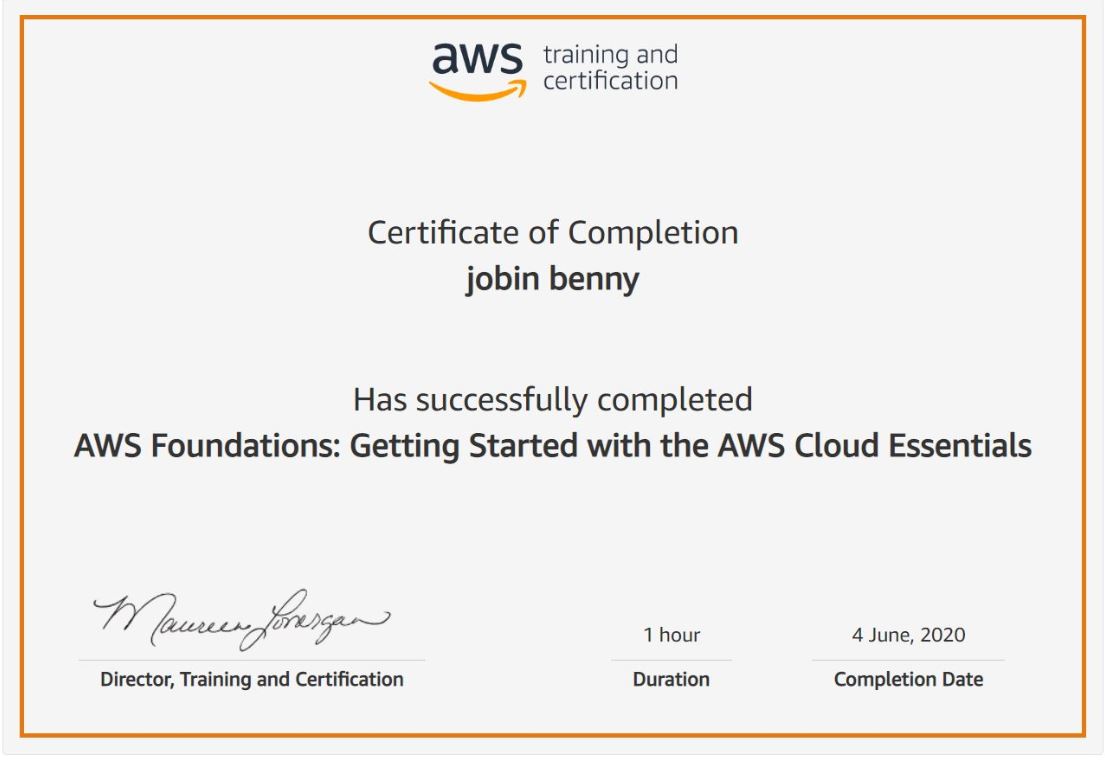 aws training and
certification
Certificate of Completion
jobin benny
Has successfully completed
AWS Foundations: Getting Started with the AWS Cloud Essentials
Maureen Lonergan
1 hour
4 June, 2020
Director, Training and Certification
Duration
Completion Date